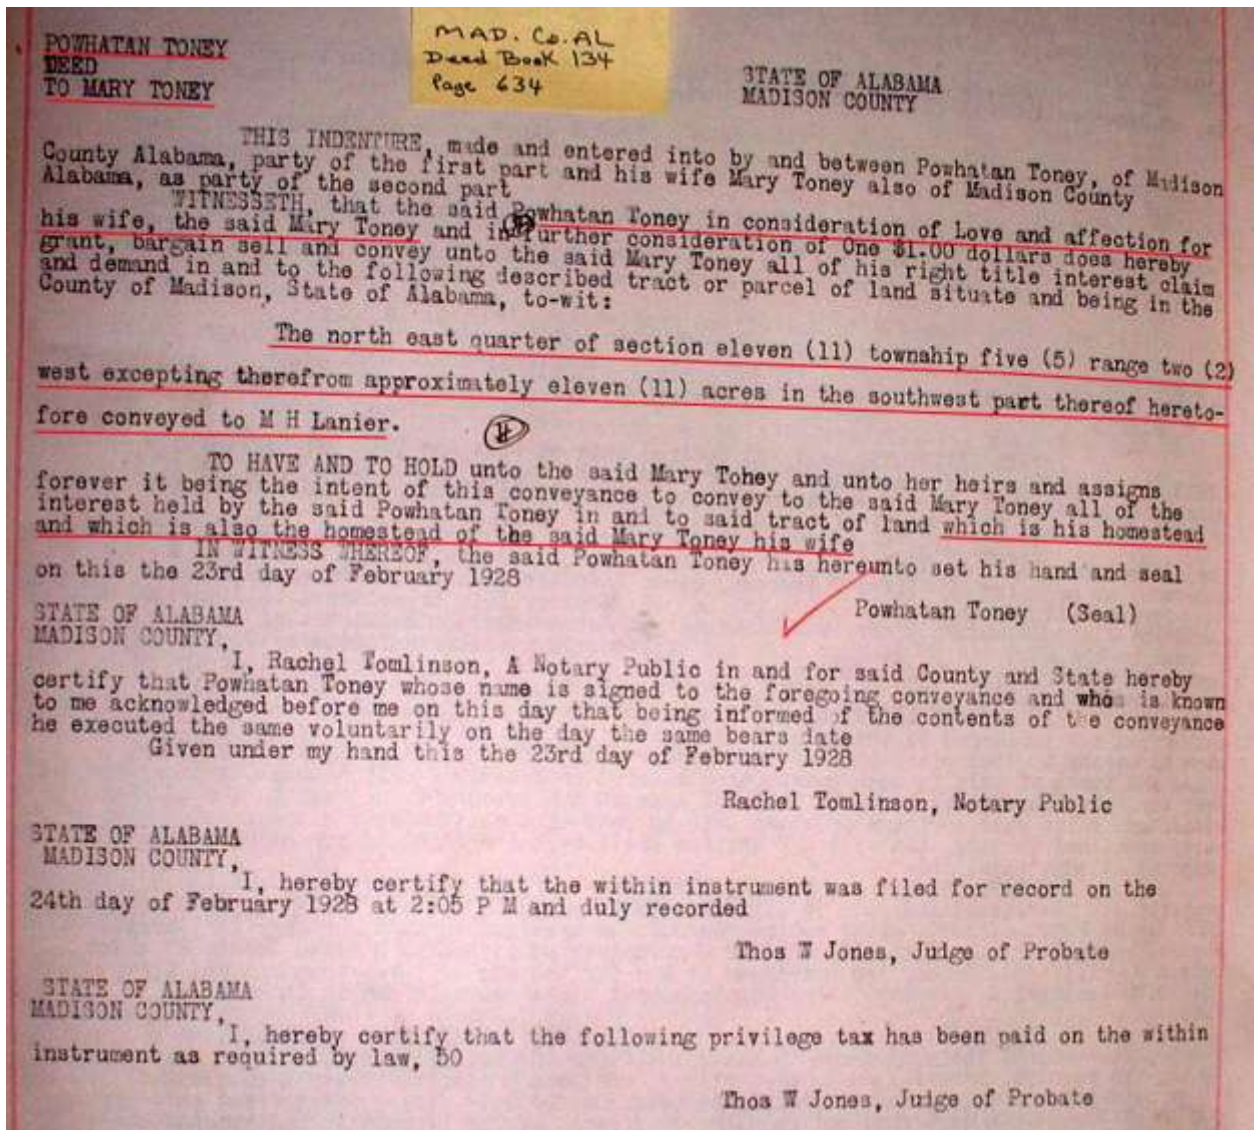 MAD. Co. AL
Deed Book 134
Page 634
POWHATAN TONEY
DEED
TO MARY TONEY
STATE OF ALABAMA
MADISON COUNTY
THIS INDENTURE, made and entered into by and between Powhatan Toney, of Madison
County Alabama, party of the first part and his wife Mary Toney also of Madison County
Alabama, as party of the second part
WITNESSETH, that the said Powhatan Toney in consideration of Love and affection for
his wife, the said Mary Toney and in further consideration of One $1.00 dollars does hereby
grant, bargain sell and convey unto the said Mary Toney all of his right title interest claim
and demand in and to the following described tract or parcel of land situate and being in the
County of Madison, State of Alabama, to-wit:
The north east quarter of section eleven (11) township five (5) range two (2)
west excepting therefrom approximately eleven (11) acres in the southwest part thereof hereto-
fore conveyed to M H Lanier.
TO HAVE AND TO HOLD unto the said Mary Tohey and unto her heirs and assigns
forever it being the intent of this conveyance to convey to the said Mary Toney all of the
interest held by the said Powhatan Toney in and to said tract of land which is his homestead
and which is also the homestead of the said Mary Toney his wife
IN WITNESS WHEREOF, the said Powhatan Toney has hereunto set his hand and seal
on this the 23rd day of February 1928
Powhatan Toney (Seal)
STATE OF ALABAMA
MADISON COUNTY,
I, Rachel Tomlinson, A Notary Public in and for said County and State hereby
certify that Powhatan Toney whose name is signed to the foregoing conveyance and who is known
to me acknowledged before me on this day that being informed of the contents of the conveyance
he executed the same voluntarily on the day the same bears date
Given under my hand this the 23rd day of February 1928
Rachel Tomlinson, Notary Public
STATE OF ALABAMA
MADISON COUNTY,
I, hereby certify that the within instrument was filed for record on the
24th day of February 1928 at 2:05 P M and duly recorded
Thos W Jones, Judge of Probate
STATE OF ALABAMA
MADISON COUNTY,
I, hereby certify that the following privilege tax has been paid on the within
instrument as required by law, 50
Thos W Jones, Judge of Probate